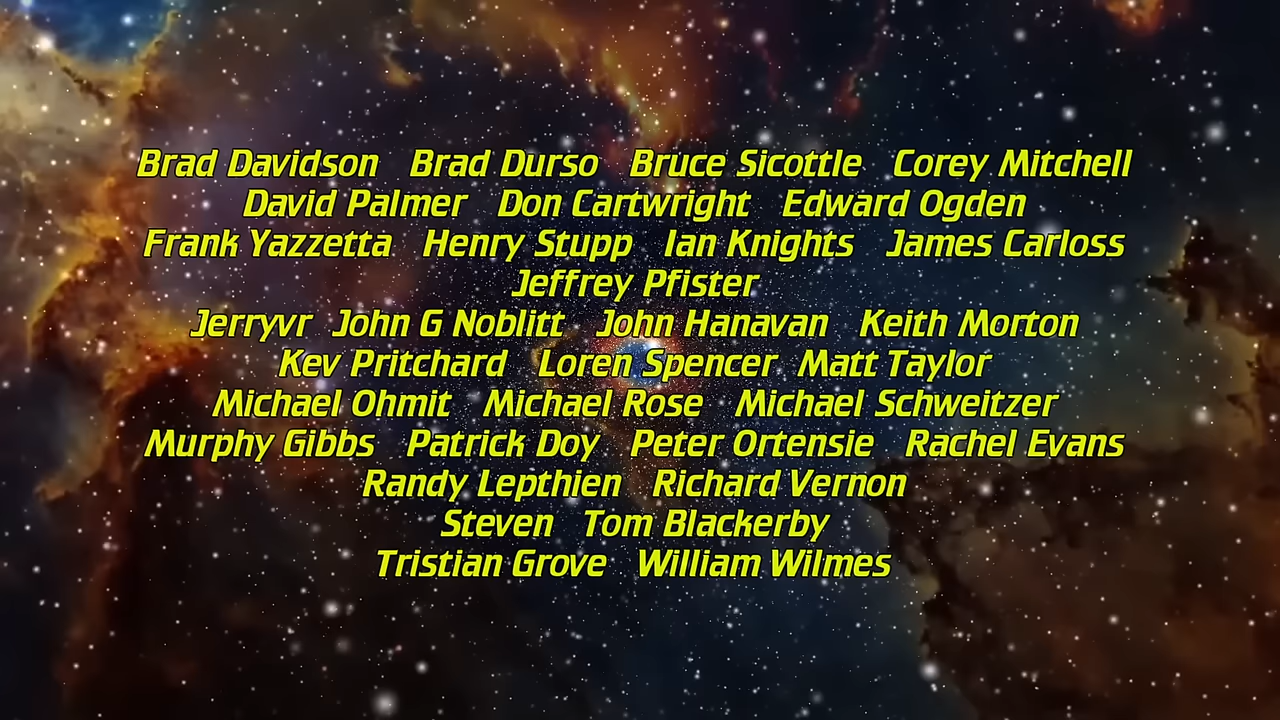 Brad Davidson Brad Durso Bruce Sicottle Corey Mitchell
David Palmer Don Cartwright Edward Ogden
Frank Yazzetta Henry Stupp Ian Knights James Carloss
Jeffrey Pfister
Jerryvr John G Noblitt John Hanavan Keith Morton
Kev Pritchard Loren Spencer Matt Taylor
Michael Ohmit Michael Rose Michael Schweitzer
Murphy Gibbs Patrick Doy Peter Ortensie Rachel Evans
Randy Lepthien Richard Vernon
Steven Tom Blackerby
Tristian Grove William Wilmes